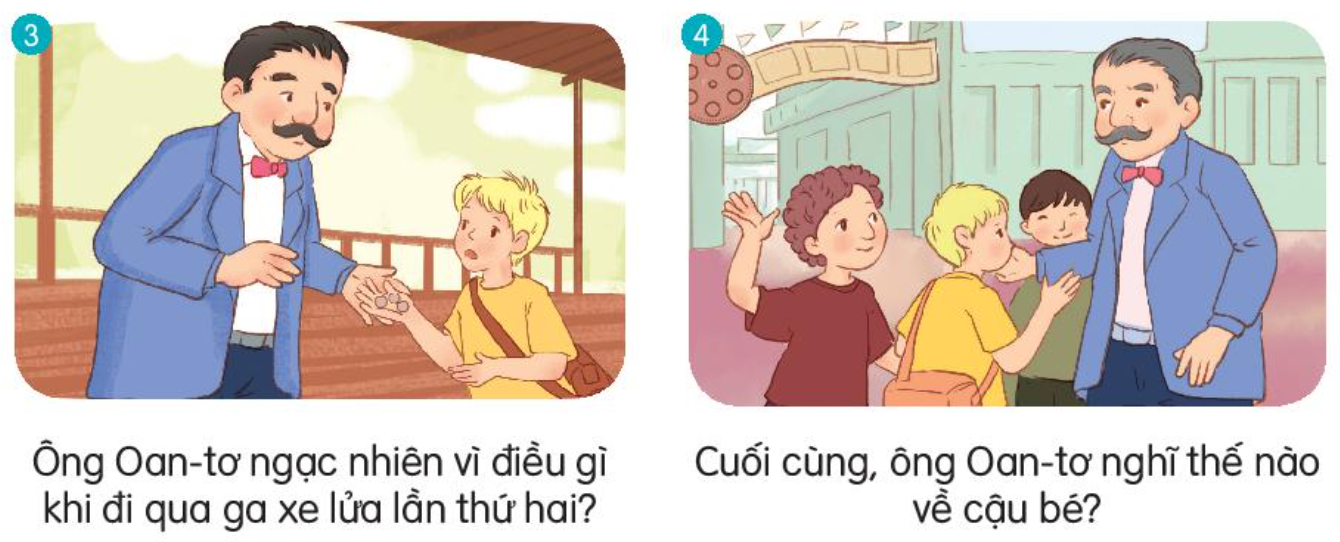 3
Ông Oan-tơ ngạc nhiên vì điều gì
khi đi qua ga xe lửa lần thứ hai?
4
Cuối cùng, ông Oan-tơ nghĩ thế nào
về cậu bé?